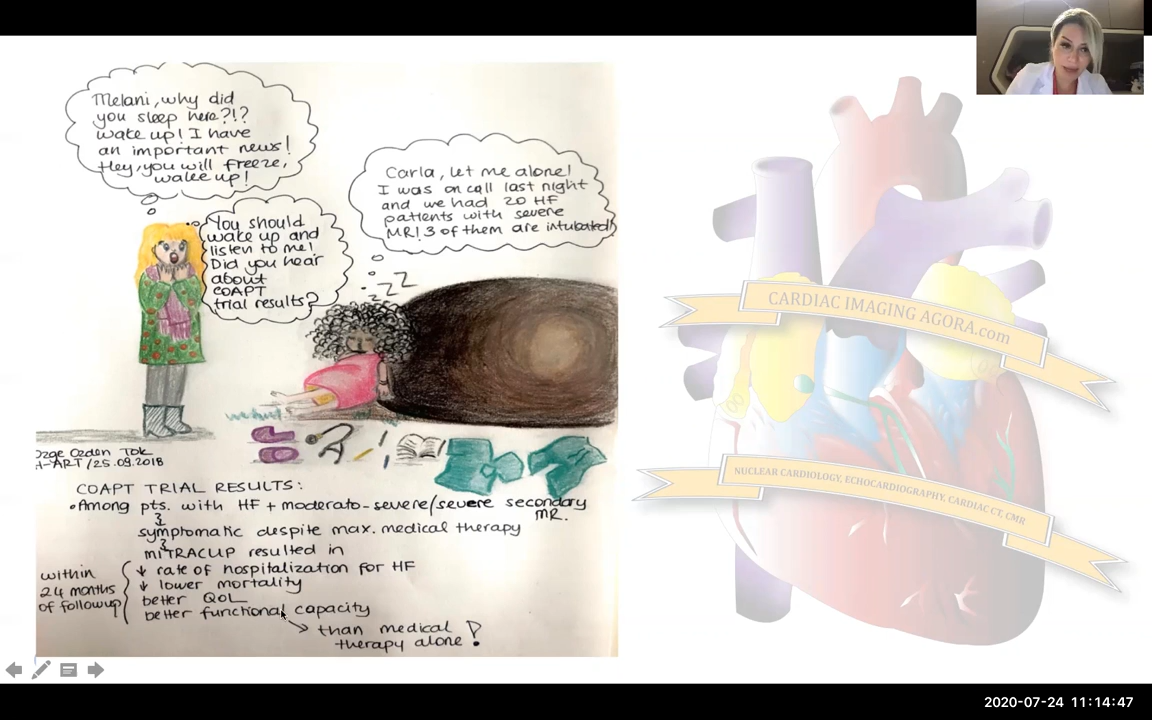 Melani, why did
you sleep here?!?
wake up! I have
an important news!
Hey, you will freeze,
wake up!
You should
wake up and
listen to me!
Did you hear
about
COAPT
trial results?
Carla, let me alone!
I was on call last night
and we had 20 HF
patients with severe
MR! 3 of them are intubated!
zZZ
Ozge Ozden Tok
-ART/25.09.2018
COAPT TRIAL RESULTS:
• Among pts. with HF + moderate-severe/severe secondary
MR.
&
symptomatic despite max. medical therapy
&
MITRACLIP resulted in
within
24 months
of followup
↓ rate of hospitalization for HF
↓ lower mortality
better QOL
better functional capacity
→ than medical
therapy alone!
CARDIAC IMAGING AGORA.com
NUCLEAR CARDIOLOGY, ECHOCARDIOGRAPHY, CARDIAC CT, CMR
2020-07-24 11:14:47